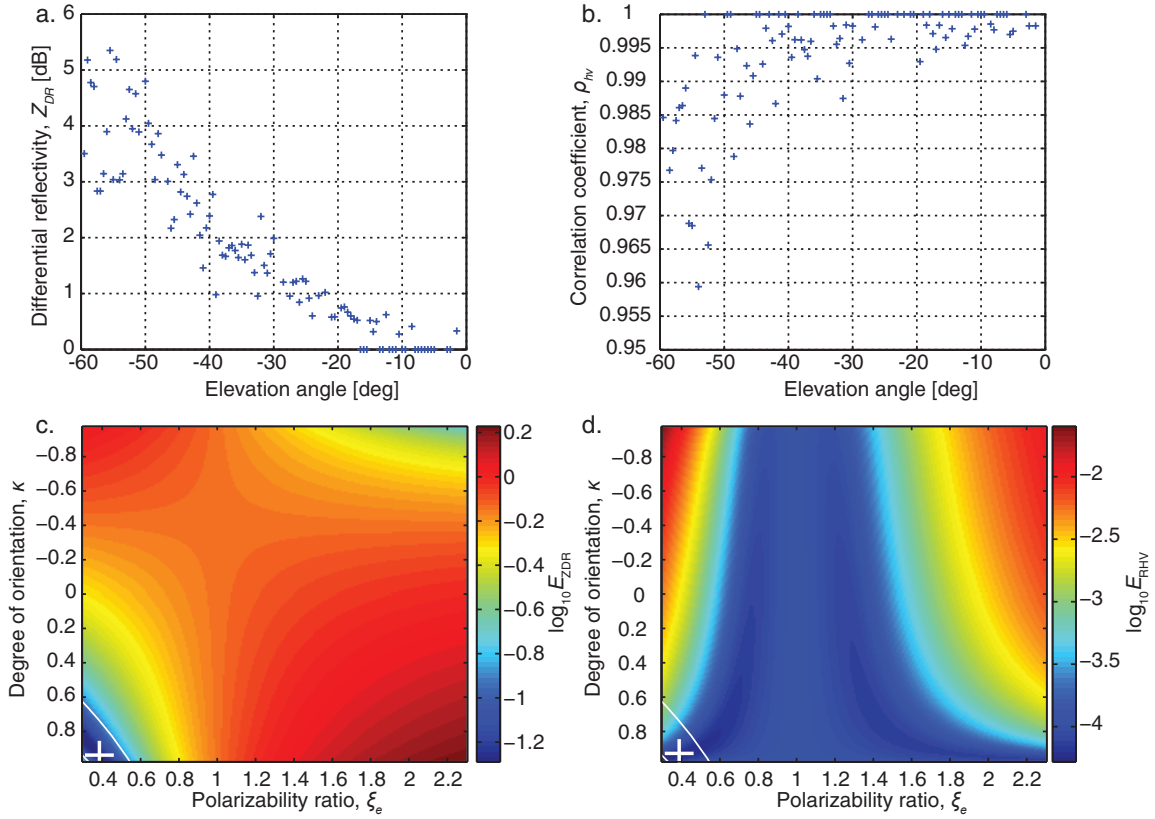 a.
Differential reflectivity, Z_DR [dB]
6
5
4
3
2
1
0
-60 -50 -40 -30 -20 -10 0
Elevation angle [deg]
b.
Correlation coefficient, ρ_hv
1
0.995
0.99
0.985
0.98
0.975
0.97
0.965
0.96
0.955
0.95
-60 -50 -40 -30 -20 -10 0
Elevation angle [deg]
c.
Degree of orientation, κ
−0.8
−0.6
−0.4
−0.2
0
0.2
0.4
0.6
0.8
0.4 0.6 0.8 1 1.2 1.4 1.6 1.8 2 2.2
Polarizability ratio, ξ_e
0.2
0
−0.2
−0.4
−0.6
−0.8
−1
−1.2
log₁₀E_ZDR
d.
Degree of orientation, κ
−0.8
−0.6
−0.4
−0.2
0
0.2
0.4
0.6
0.8
0.4 0.6 0.8 1 1.2 1.4 1.6 1.8 2 2.2
Polarizability ratio, ξ_e
−2
−2.5
−3
−3.5
−4
log₁₀E_RHV